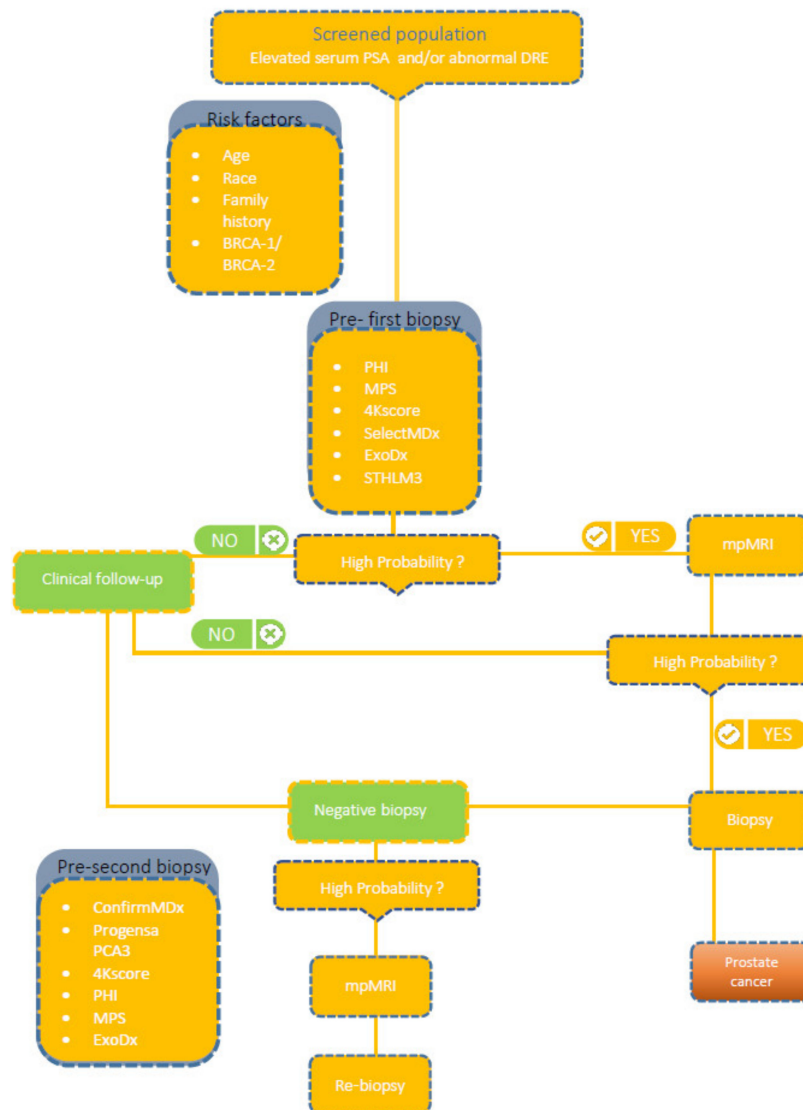 Screened population
Elevated serum PSA and/or abnormal DRE
Risk factors
Age
Race
Family
history
BRCA-1/
BRCA-2
Pre- first biopsy
PHI
MPS
4Kscore
SelectMDx
ExoDx
STHLM3
NO
High Probability ?
YES
mpMRI
Clinical follow-up
NO
High Probability ?
YES
Negative biopsy
Biopsy
Pre-second biopsy
ConfirmMDx
Progensa
PCA3
4Kscore
PHI
MPS
ExoDx
High Probability ?
mpMRI
Re-biopsy
Prostate
cancer